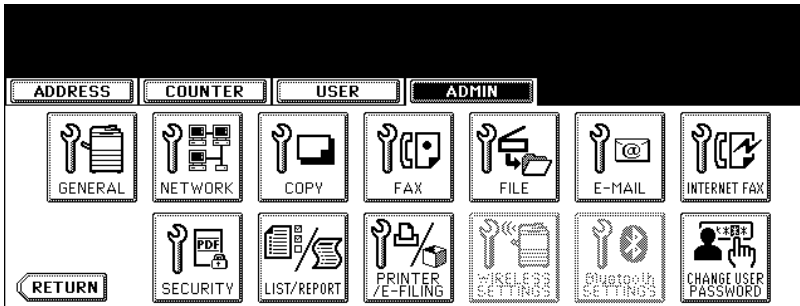 ADDRESS COUNTER USER ADMIN
GENERAL NETWORK COPY FAX FILE E-MAIL INTERNET FAX
PDF
SECURITY LIST/REPORT PRINTER /E-FILING WIRELESS SETTINGS Bluetooth SETTINGS CHANGE USER PASSWORD
RETURN